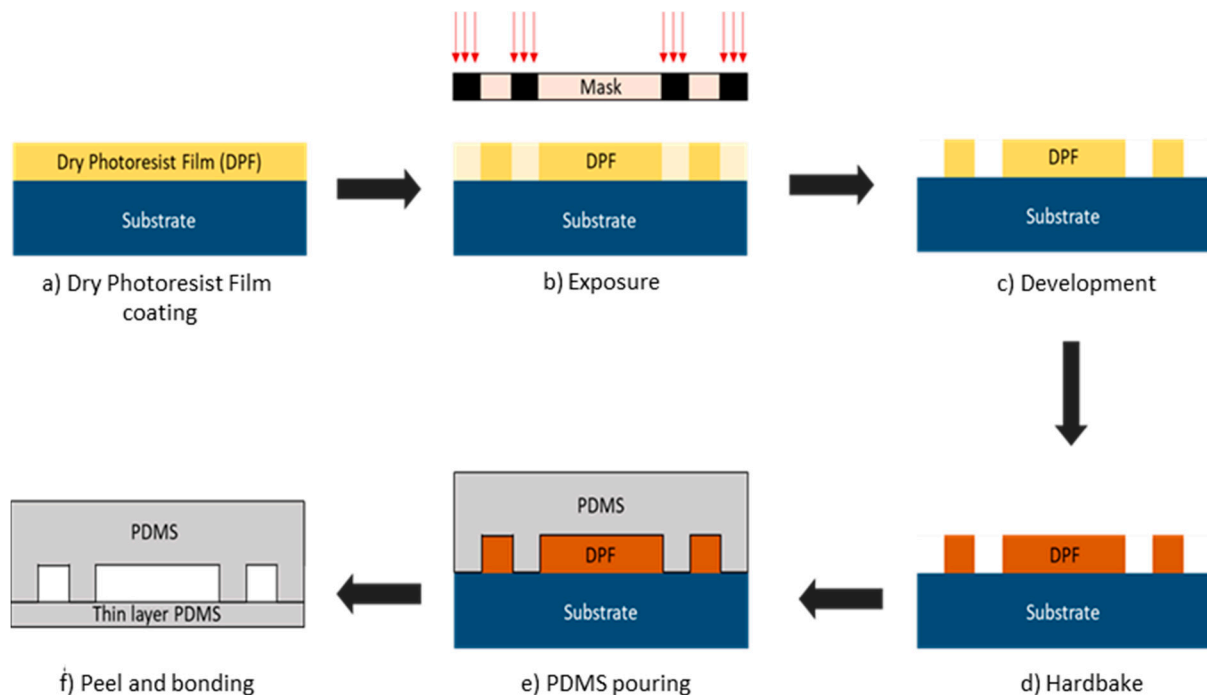 Mask
Dry Photoresist Film (DPF)
Substrate
a) Dry Photoresist Film
coating
DPF
Substrate
b) Exposure
DPF
Substrate
c) Development
PDMS
Thin layer PDMS
f) Peel and bonding
PDMS
DPF
Substrate
e) PDMS pouring
DPF
Substrate
d) Hardbake